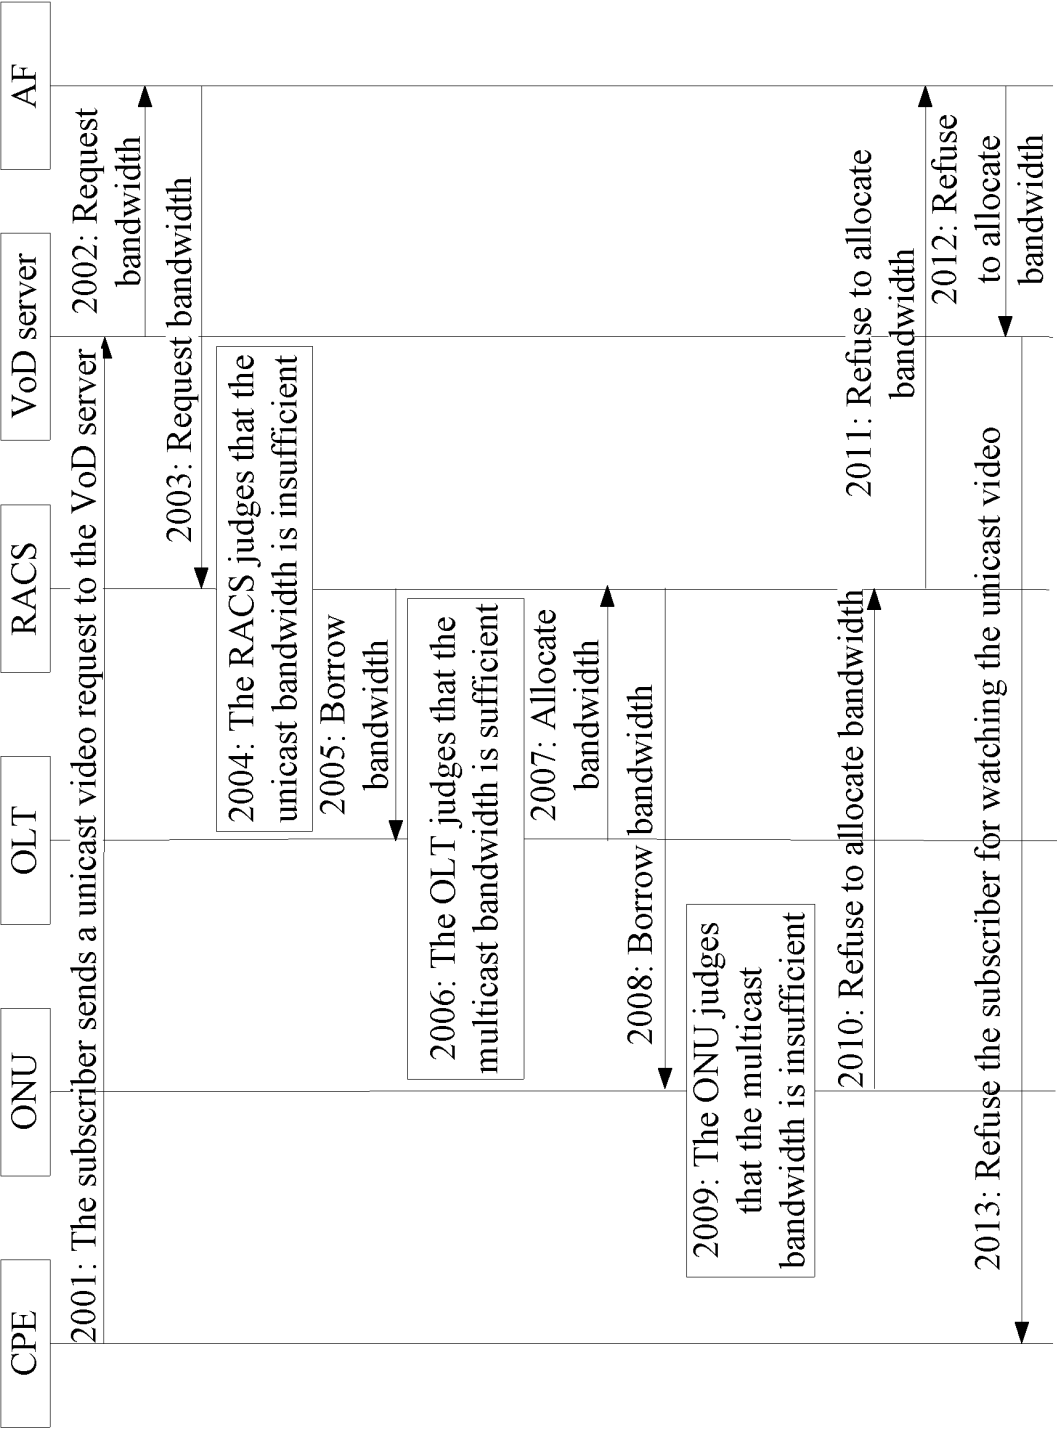 CPE
ONU
OLT
RACS
VoD server
AF
2001: The subscriber sends a unicast video request to the VoD server
2002: Request
bandwidth
2003: Request bandwidth
2004: The RACS judges that the
unicast bandwidth is insufficient
2005: Borrow
bandwidth
2006: The OLT judges that the
multicast bandwidth is sufficient
2007: Allocate
bandwidth
2008: Borrow bandwidth
2009: The ONU judges
that the multicast
bandwidth is insufficient
2010: Refuse to allocate bandwidth
2011: Refuse to allocate
bandwidth
2012: Refuse
to allocate
bandwidth
2013: Refuse the subscriber for watching the unicast video